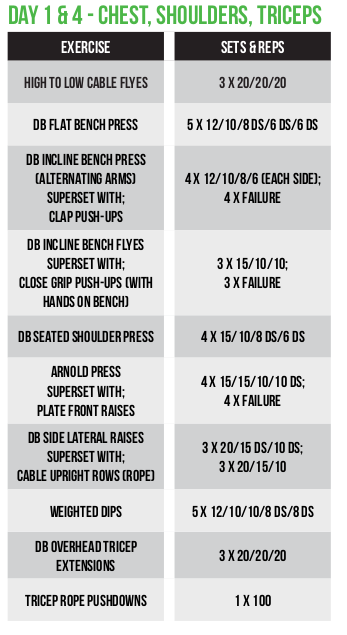 DAY 1 & 4 - CHEST, SHOULDERS, TRICEPS
EXERCISE
SETS & REPS
HIGH TO LOW CABLE FLYES
3 X 20/20/20
DB FLAT BENCH PRESS
5 X 12/10/8 DS/6 DS/6 DS
DB INCLINE BENCH PRESS
(ALTERNATING ARMS)
SUPERSET WITH;
CLAP PUSH-UPS
4 X 12/10/8/6 (EACH SIDE);
4 X FAILURE
DB INCLINE BENCH FLYES
SUPERSET WITH;
CLOSE GRIP PUSH-UPS (WITH
HANDS ON BENCH)
3 X 15/10/10;
3 X FAILURE
DB SEATED SHOULDER PRESS
4 X 15/ 10/8 DS/6 DS
ARNOLD PRESS
SUPERSET WITH;
PLATE FRONT RAISES
4 X 15/15/10/10 DS;
4 X FAILURE
DB SIDE LATERAL RAISES
SUPERSET WITH;
CABLE UPRIGHT ROWS (ROPE)
3 X 20/15 DS/10 DS;
3 X 20/15/10
WEIGHTED DIPS
5 X 12/10/10/8 DS/8 DS
DB OVERHEAD TRICEP
EXTENSIONS
3 X 20/20/20
TRICEP ROPE PUSHDOWNS
1 X 100